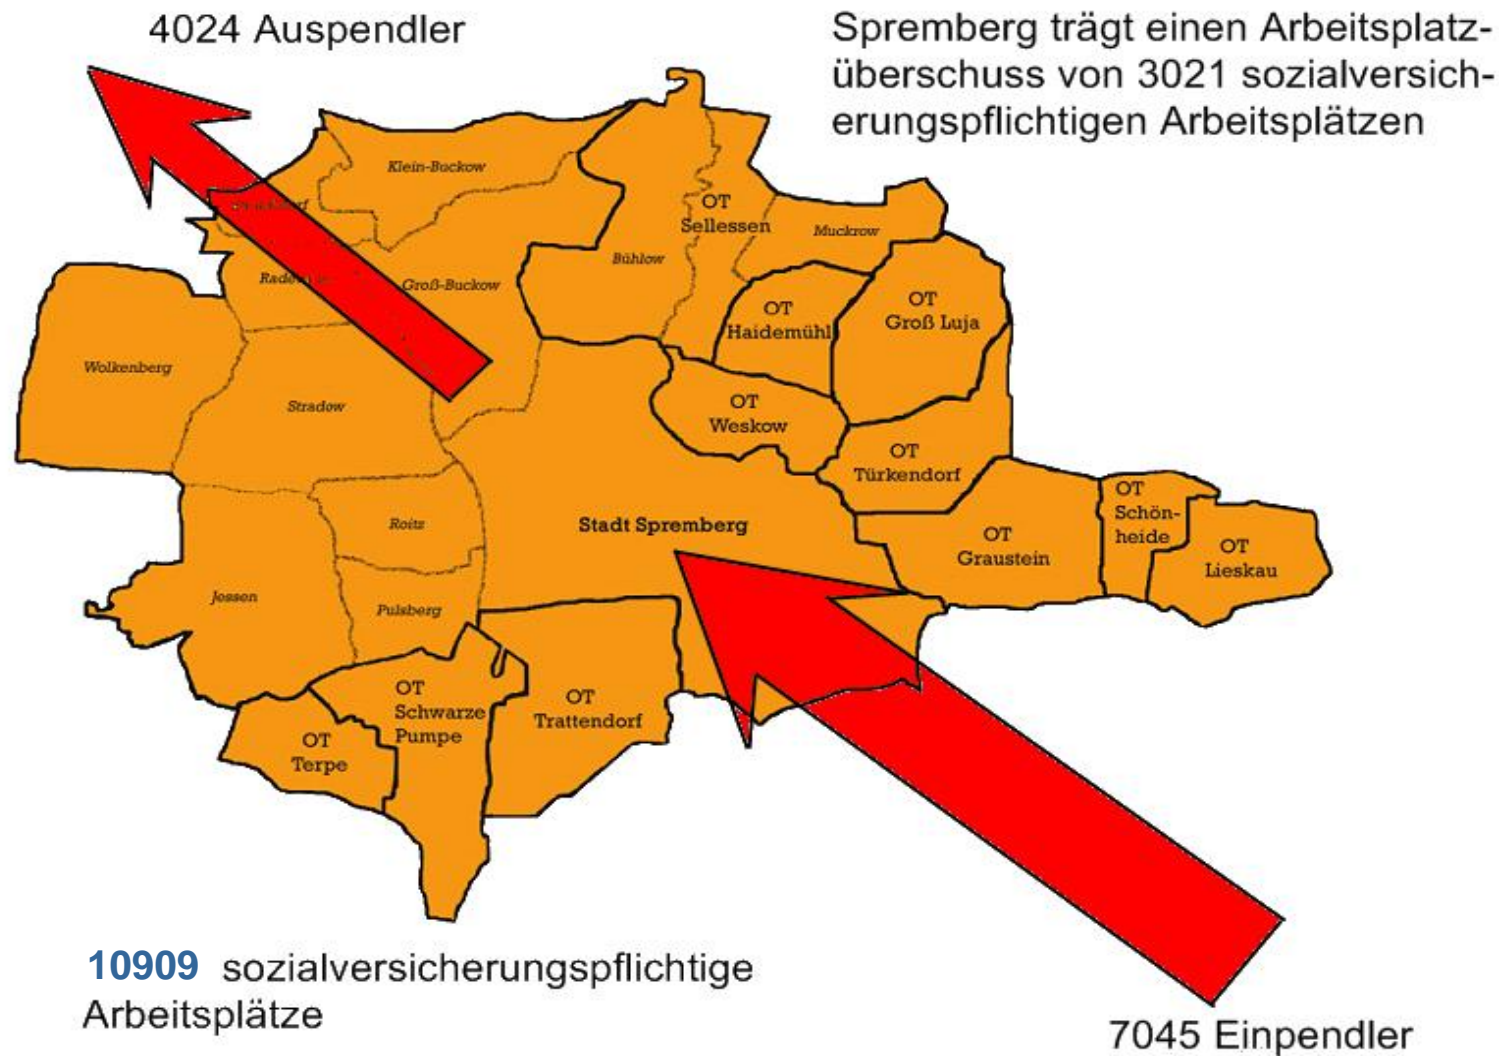 4024 Auspendler
Spremberg trägt einen Arbeitsplatz-
überschuss von 3021 sozialversich-
erungspflichtigen Arbeitsplätzen
Klein-Buckow
OT
Sellessen
Muckrow
Bühlow
Groß-Buckow
OT
Haidemühl
OT
Groß Luja
Wolkenberg
Stradow
OT
Weskow
OT
Türkendorf
Roitz
Stadt Spremberg
OT
Graustein
OT
Schön-
heide
OT
Lieskau
Jessen
Pulsberg
OT
Schwarze
Pumpe
OT
Trattendorf
OT
Terpe
10909 sozialversicherungspflichtige
Arbeitsplätze
7045 Einpendler